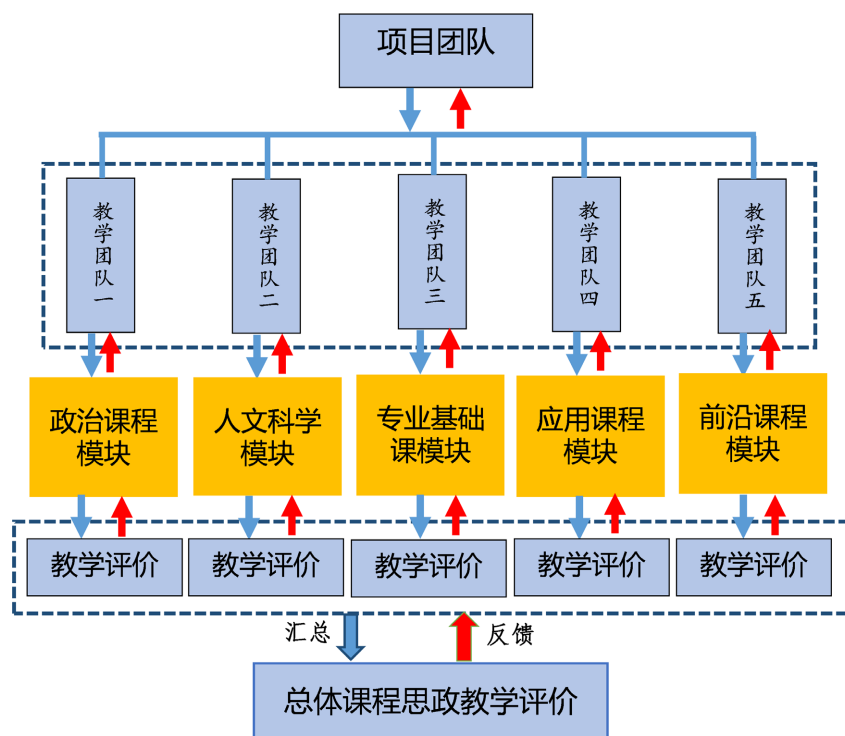 项目团队
教学团队一
教学团队二
教学团队三
教学团队四
教学团队五
政治课程
模块
人文科学
模块
专业基础
课模块
应用课程
模块
前沿课程
模块
教学评价
教学评价
教学评价
教学评价
教学评价
汇总
反馈
总体课程思政教学评价